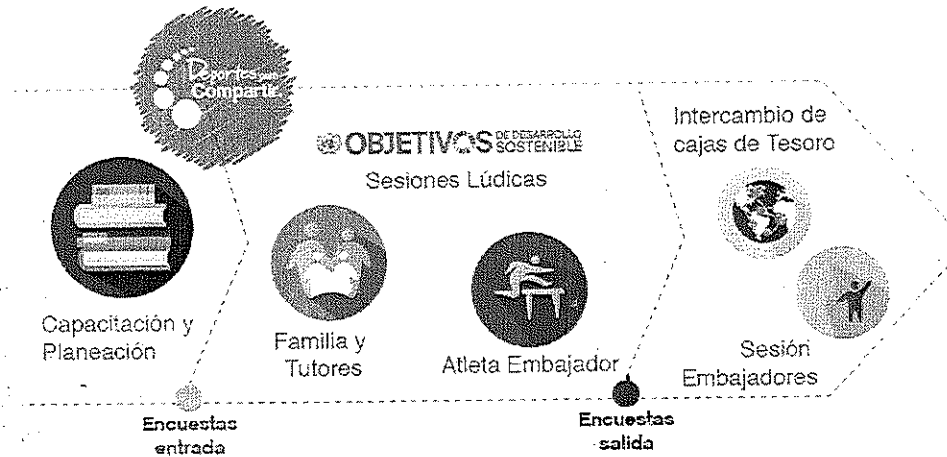 Deportes para
Compartir
OBJETIVOS DE DESARROLLO
SOSTENIBLE
Sesiones Lúdicas
Intercambio de
cajas de Tesoro
Capacitación y
Planeación
Familia y
Tutores
Atleta Embajador
Sesión
Embajadores
Encuestas
entrada
Encuestas
salida